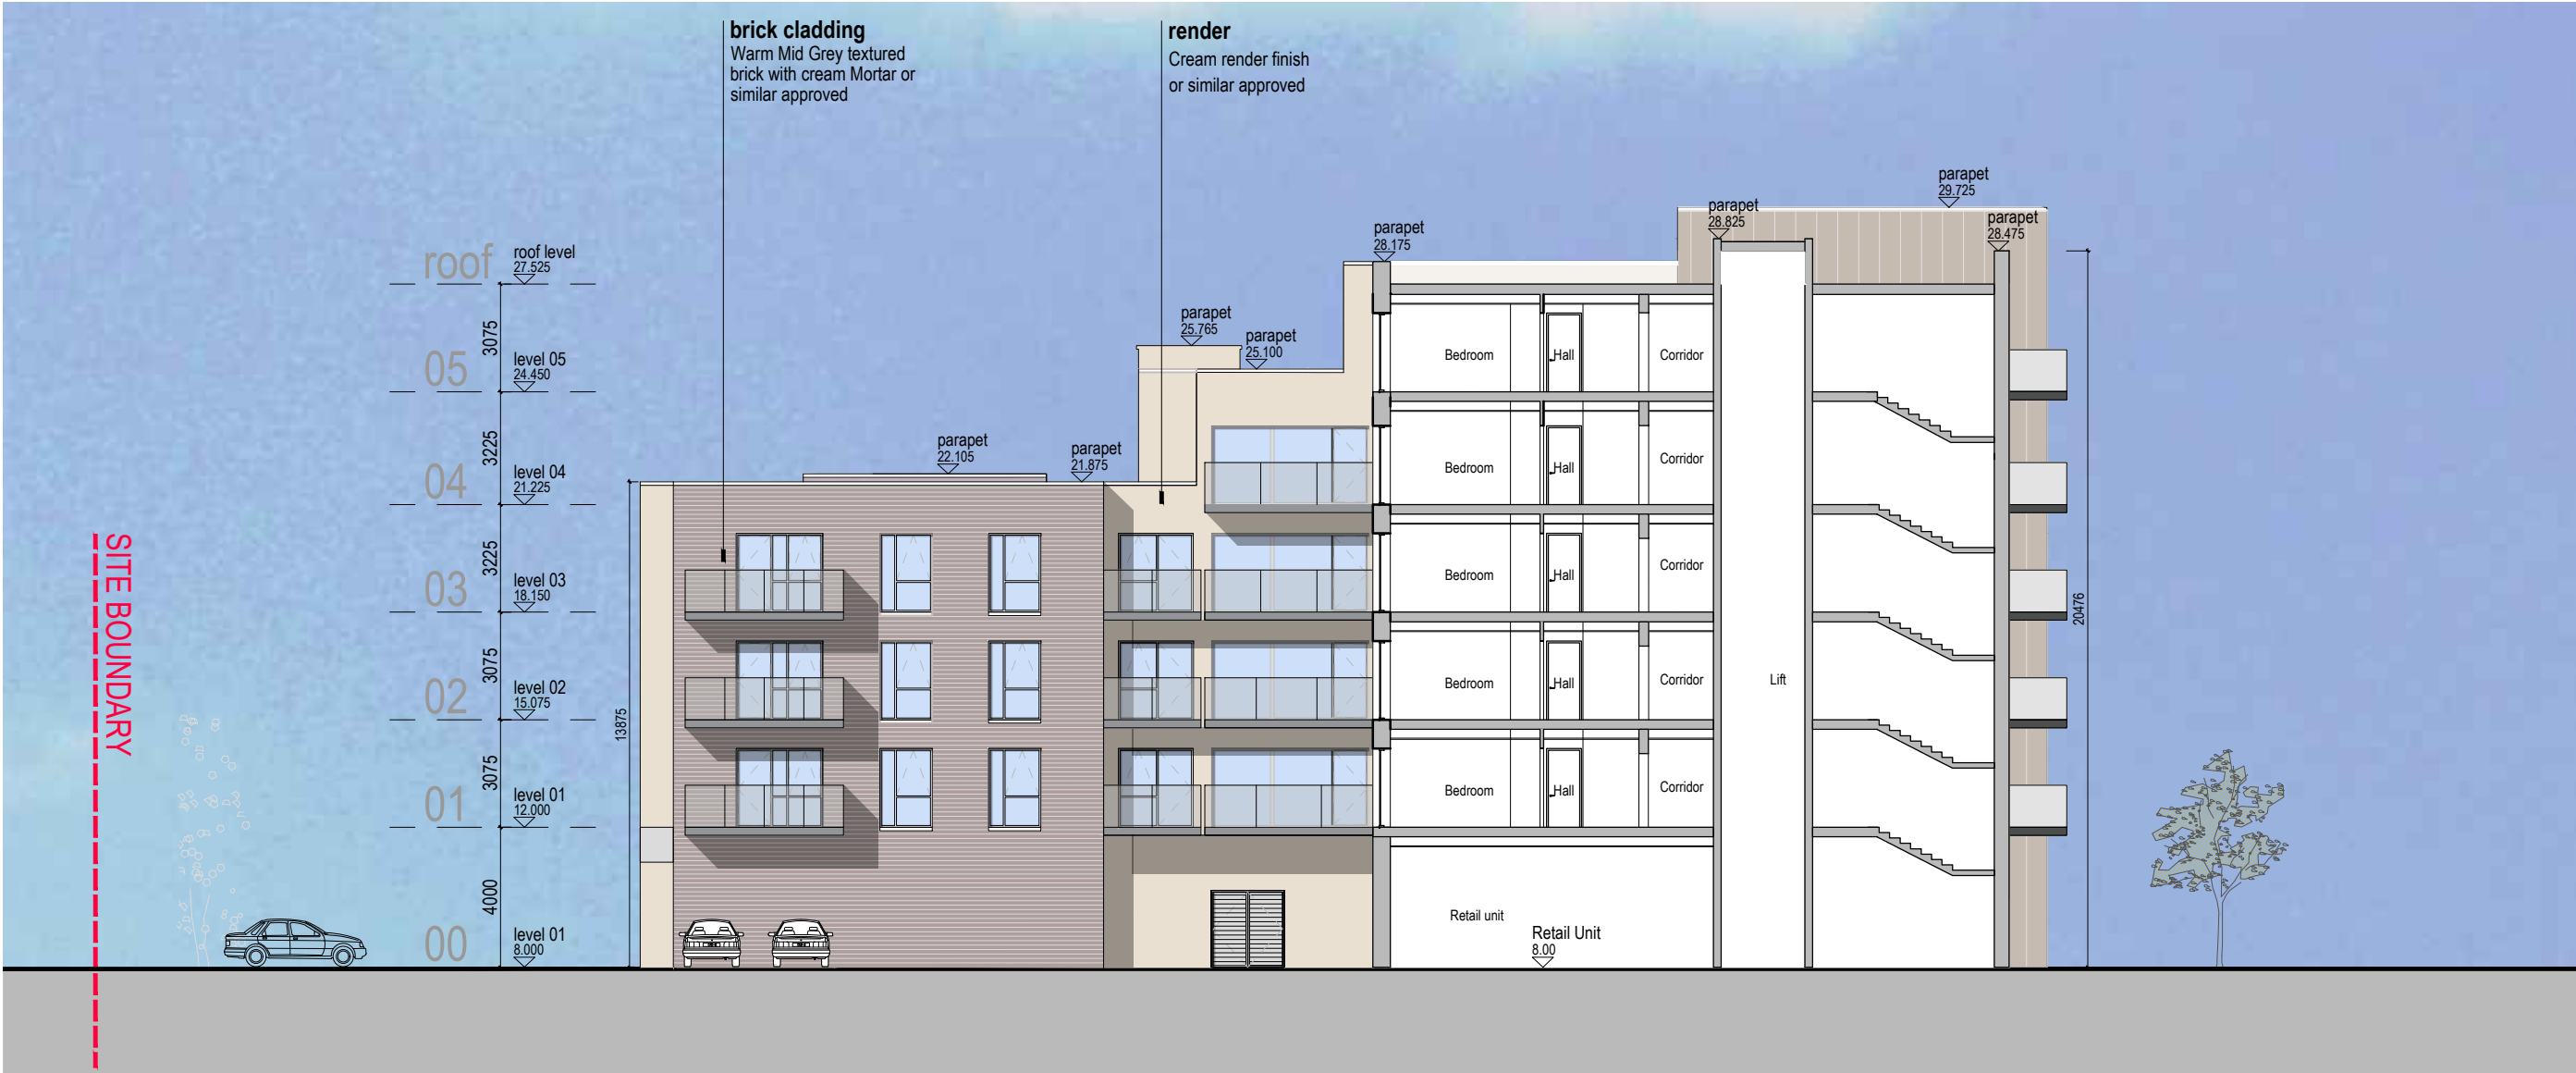 brick cladding
Warm Mid Grey textured
brick with cream Mortar or
similar approved
render
Cream render finish
or similar approved
parapet
29.725
parapet
28.825
parapet
28.475
parapet
28.175
parapet
25.765
parapet
25.100
parapet
22.105
parapet
21.875
roof
roof level
27.525
3075
05
level 05
24.450
3225
04
level 04
21.225
3225
03
level 03
18.150
3075
02
level 02
15.075
3075
01
level 01
12.000
4000
00
level 01
8.000
SITE BOUNDARY
13875
20476
Bedroom
Hall
Corridor
Bedroom
Hall
Corridor
Bedroom
Hall
Corridor
Bedroom
Hall
Corridor
Lift
Bedroom
Hall
Corridor
Retail unit
Retail Unit
8.00